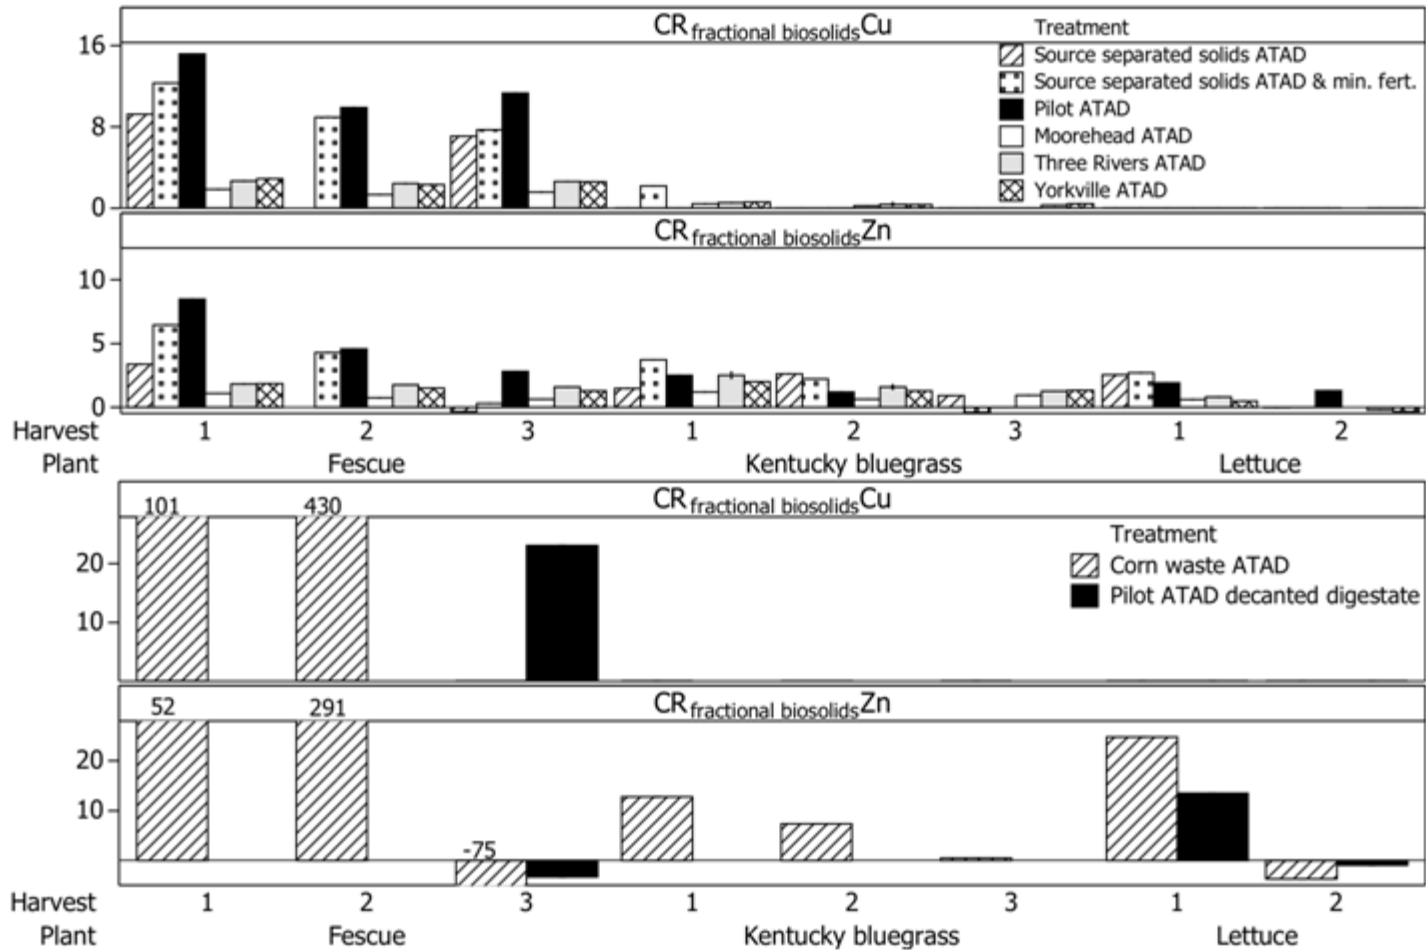 CR fractional biosolids Cu
16
8
0
Treatment
Source separated solids ATAD
Source separated solids ATAD & min. fert.
Pilot ATAD
Moorehead ATAD
Three Rivers ATAD
Yorkville ATAD
CR fractional biosolids Zn
10
5
0
Harvest 1 2 3 1 2 3 1 2
Plant Fescue Kentucky bluegrass Lettuce
CR fractional biosolids Cu
101 430
20
10
Treatment
Corn waste ATAD
Pilot ATAD decanted digestate
CR fractional biosolids Zn
52 291
20
10
-75
Harvest 1 2 3 1 2 3 1 2
Plant Fescue Kentucky bluegrass Lettuce